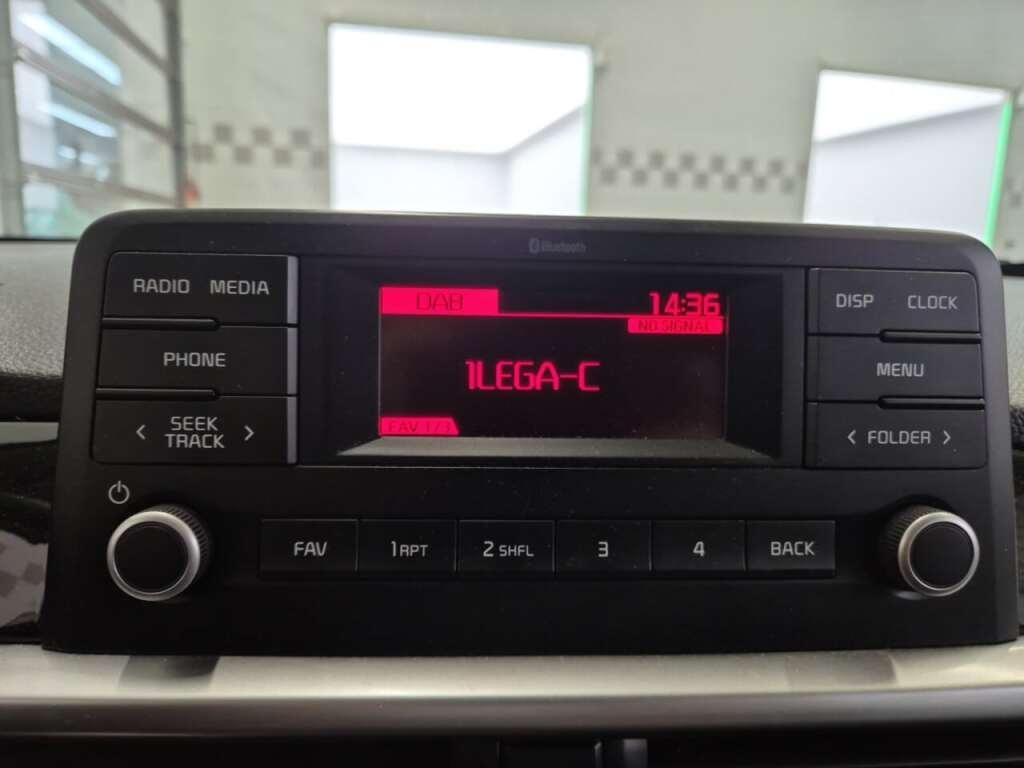 Bluetooth
RADIO MEDIA
DAB
14:36
DISP CLOCK
NO SIGNAL
PHONE
1LEGA-C
MENU
< SEEK TRACK >
FAV 1/3
< FOLDER >
FAV
1 RPT
2 SHFL
3
4
BACK